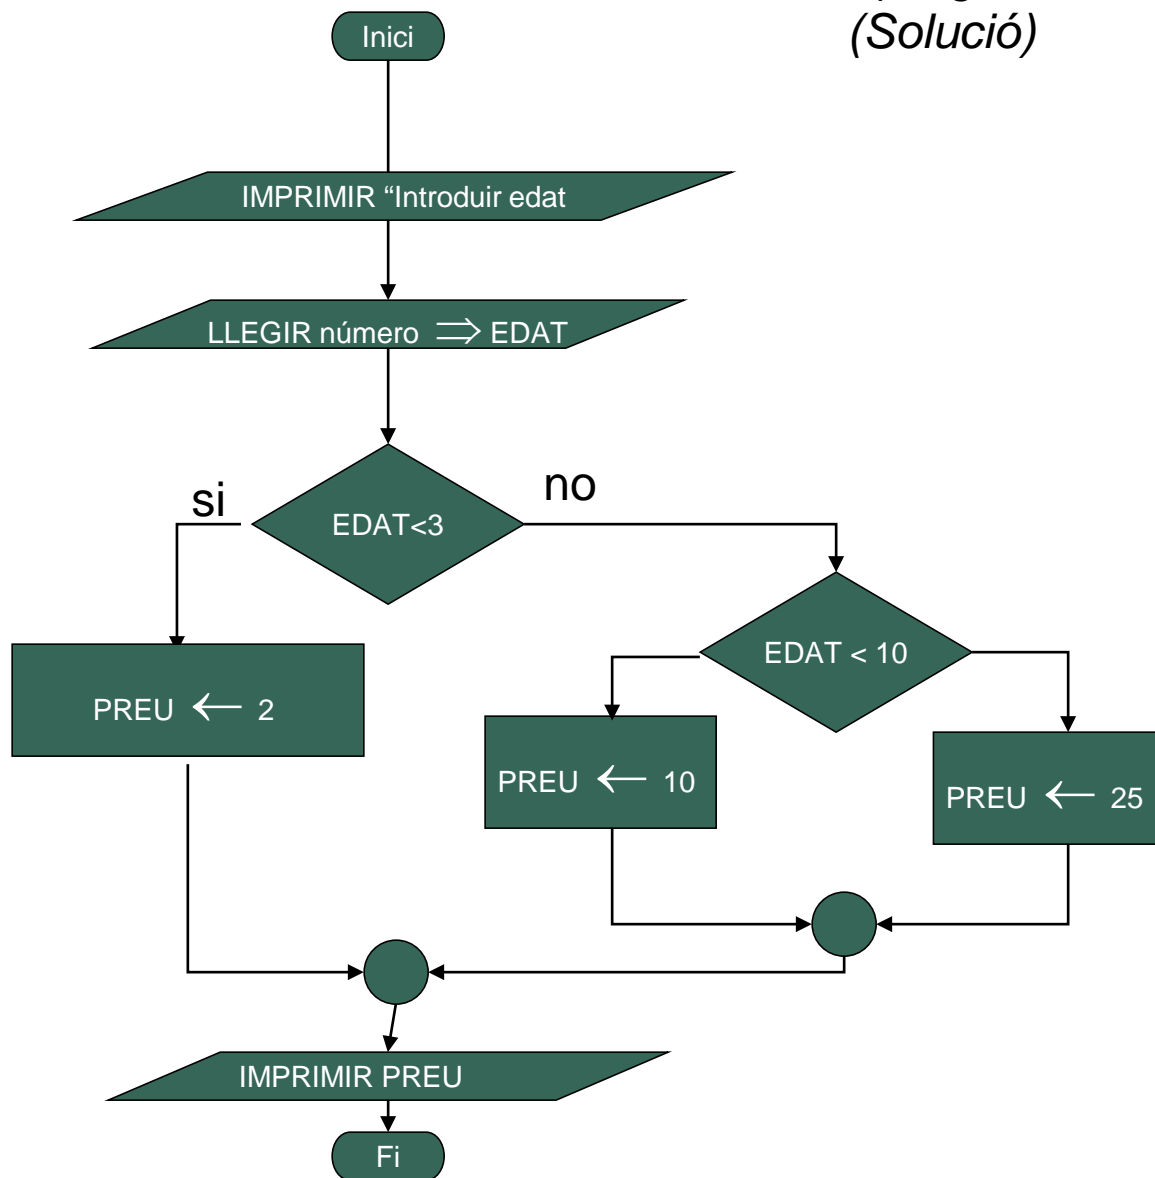 (Solució)
Inici
IMPRIMIR “Introduir edat
LLEGIR número ⇒ EDAT
si
no
EDAT<3
EDAT < 10
PREU ← 2
PREU ← 10
PREU ← 25
IMPRIMIR PREU
Fi